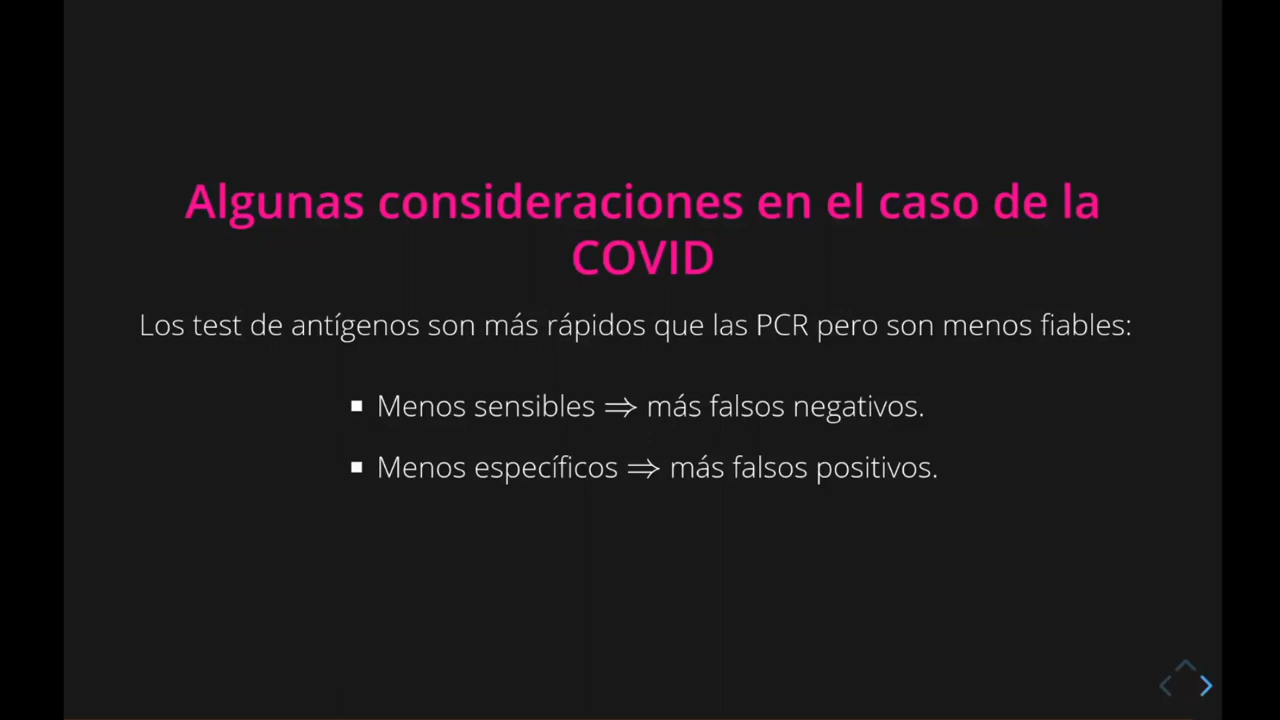 Algunas consideraciones en el caso de la
COVID
Los test de antígenos son más rápidos que las PCR pero son menos fiables:
▪ Menos sensibles ⇒ más falsos negativos.
▪ Menos específicos ⇒ más falsos positivos.